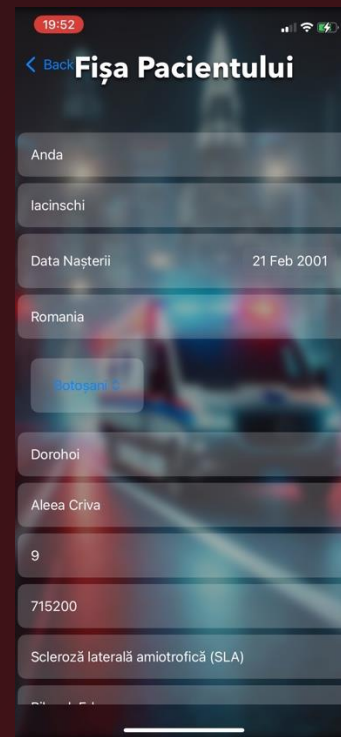 19:52
Back
Fișa Pacientului
Anda
Iacinschi
Data Nașterii 21 Feb 2001
Romania
Botoșani
Dorohoi
Aleea Criva
9
715200
Scleroză laterală amiotrofică (SLA)